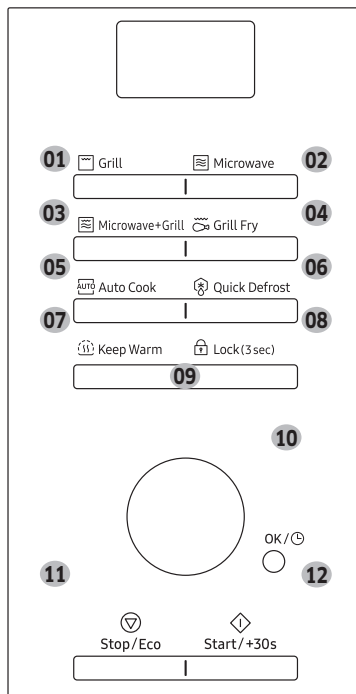 01 Grill Microwave 02
03 Microwave+Grill Grill Fry 04
05 06
AUTO Auto Cook Quick Defrost
07 08
Keep Warm Lock (3 sec)
09
10
OK /
11 12
Stop/Eco Start/+30s